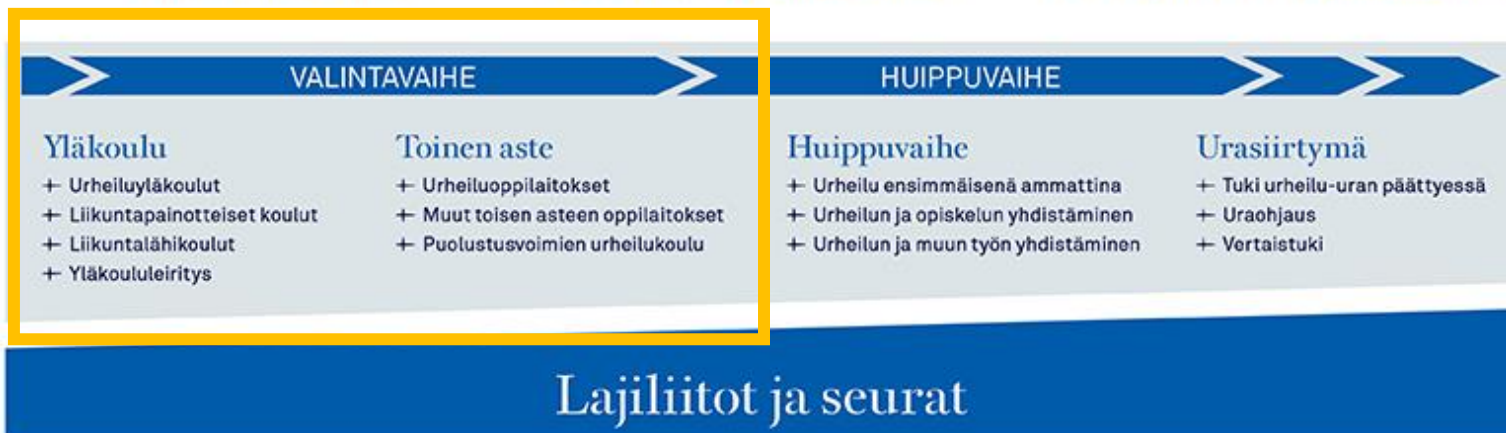 VALINTAVAIHE
HUIPPUVAIHE
Yläkoulu
+ Urheiluyläkoulut
+ Liikuntapainotteiset koulut
+ Liikuntalähikoulut
+ Yläkoululeiritys
Toinen aste
+ Urheiluoppilaitokset
+ Muut toisen asteen oppilaitokset
+ Puolustusvoimien urheilukoulu
Huippuvaihe
+ Urheilu ensimmäisenä ammattina
+ Urheilun ja opiskelun yhdistäminen
+ Urheilun ja muun työn yhdistäminen
Urasiirtymä
+ Tuki urheilu-uran päättyessä
+ Uraohjaus
+ Vertaistuki
Lajiliitot ja seurat